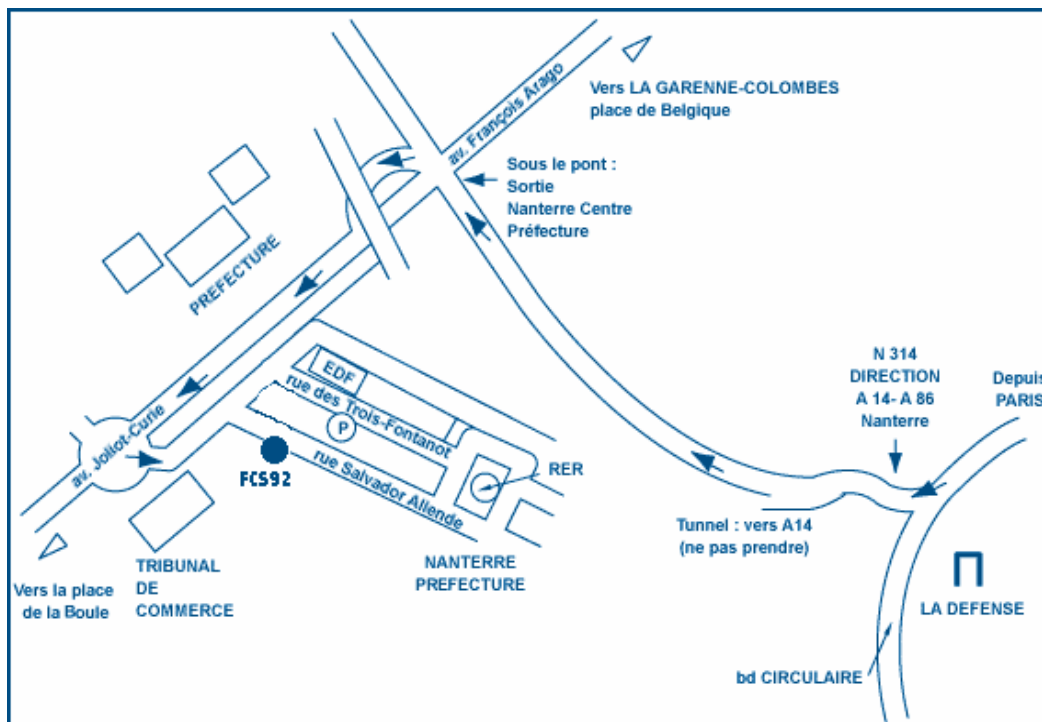 av. François Arago
Vers LA GARENNE-COLOMBES
place de Belgique
Sous le pont :
Sortie
Nanterre Centre
Préfecture
PREFECTURE
N 314
DIRECTION
A 14- A 86
Nanterre
Depuis
PARIS
EDF
rue des Trois-Fontanot
P
av. Joliot-Curie
FCS92
rue Salvador Allende
RER
Tunnel : vers A14
(ne pas prendre)
NANTERRE
PREFECTURE
TRIBUNAL
DE
COMMERCE
Vers la place
de la Boule
LA DEFENSE
bd CIRCULAIRE